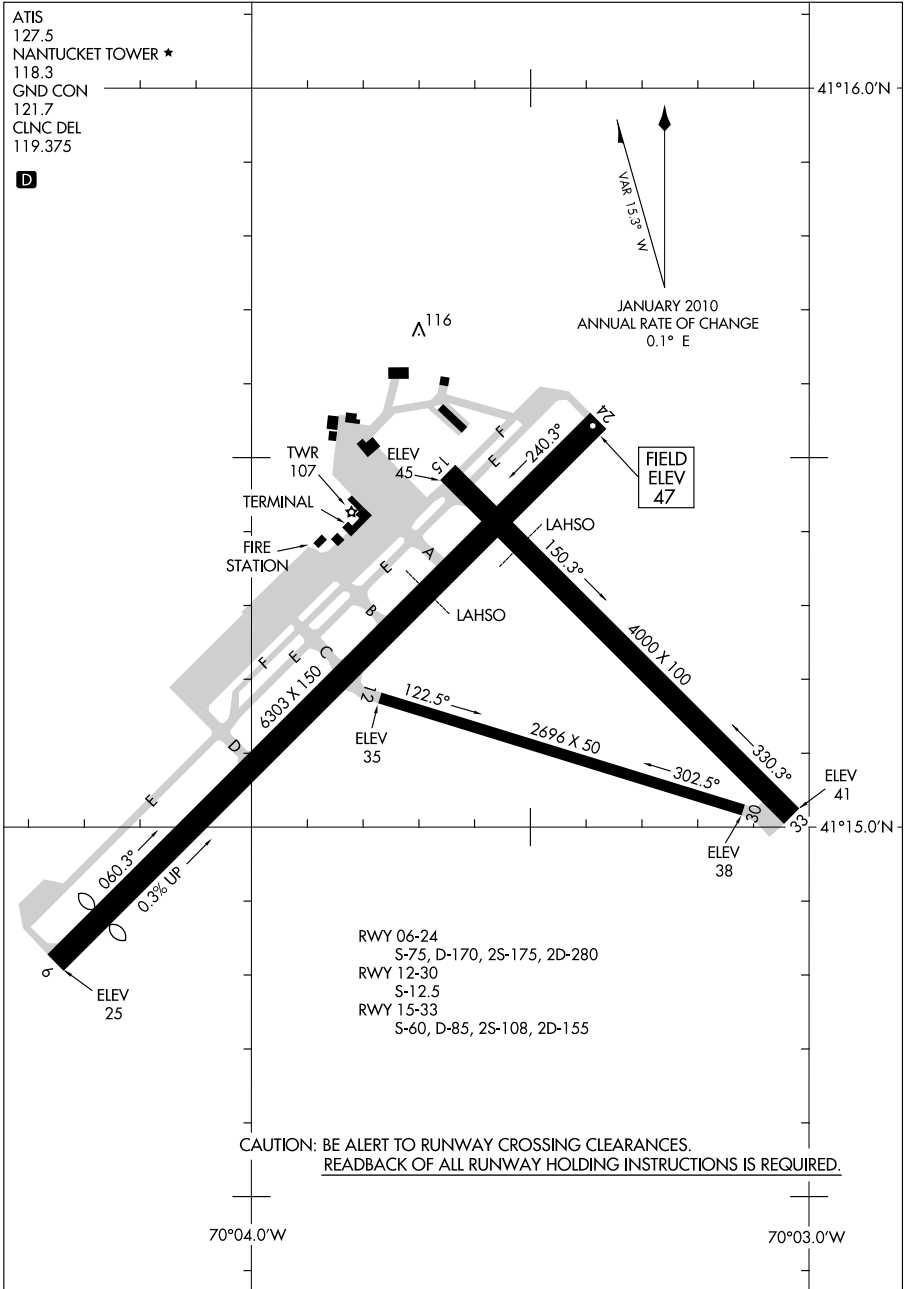 ATIS
127.5
NANTUCKET TOWER
118.3
GND CON
121.7
CLNC DEL
119.375
D
41°16.0'N
VAR 15.3° W
JANUARY 2010
ANNUAL RATE OF CHANGE
0.1° E
116
24
F
E
240.3°
FIELD
ELEV
47
15
ELEV
45
TWR
107
TERMINAL
FIRE
STATION
LAHSO
150.3°
A
E
B
LAHSO
4000 X 100
C
E
F
6303 X 150
12
122.5°
2696 X 50
302.5°
330.3°
ELEV
35
D
ELEV
41
30
33
41°15.0'N
ELEV
38
E
060.3°
0.3% UP
6
ELEV
25
RWY 06-24
S-75, D-170, 2S-175, 2D-280
RWY 12-30
S-12.5
RWY 15-33
S-60, D-85, 2S-108, 2D-155
CAUTION: BE ALERT TO RUNWAY CROSSING CLEARANCES.
READBACK OF ALL RUNWAY HOLDING INSTRUCTIONS IS REQUIRED.
70°04.0'W
70°03.0'W